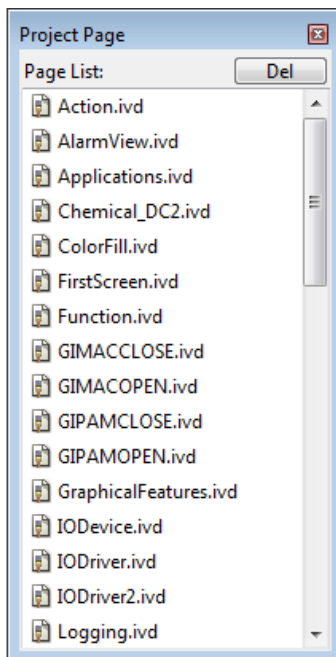 Project Page
Page List: Del
Action.ivd
AlarmView.ivd
Applications.ivd
Chemical_DC2.ivd
ColorFill.ivd
FirstScreen.ivd
Function.ivd
GIMACCLOSE.ivd
GIMACOPEN.ivd
GIPAMCLOSE.ivd
GIPAMOPEN.ivd
GraphicalFeatures.ivd
IODevice.ivd
IODriver.ivd
IODriver2.ivd
Logging.ivd